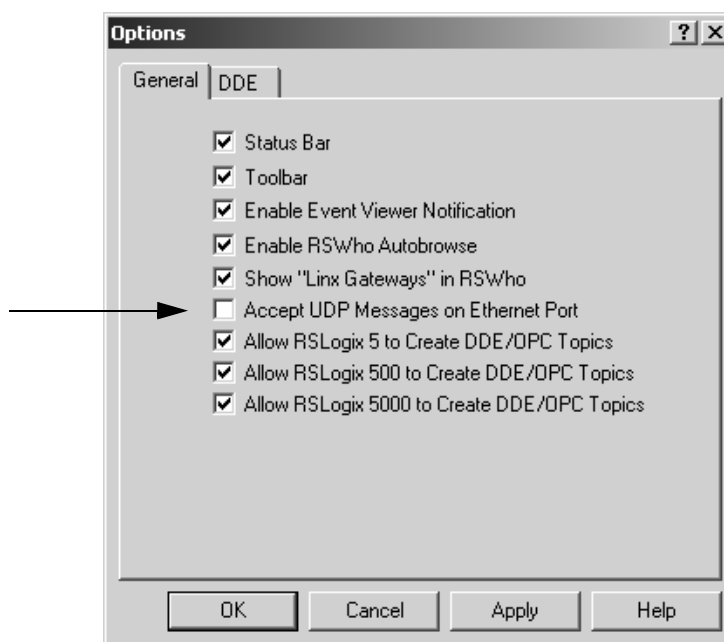 Options
General DDE
Status Bar
Toolbar
Enable Event Viewer Notification
Enable RSWho Autobrowse
Show "Linx Gateways" in RSWho
Accept UDP Messages on Ethernet Port
Allow RSLogix 5 to Create DDE/OPC Topics
Allow RSLogix 500 to Create DDE/OPC Topics
Allow RSLogix 5000 to Create DDE/OPC Topics
OK Cancel Apply Help